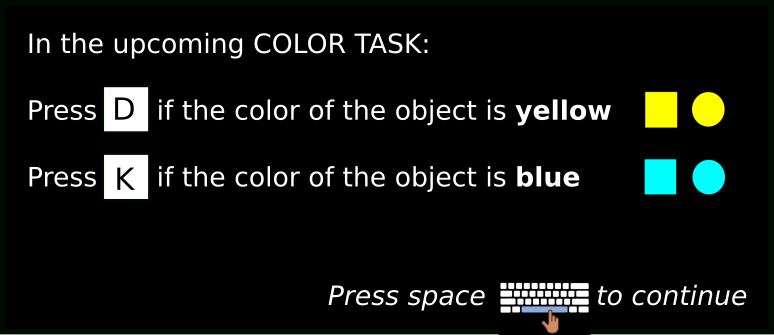 In the upcoming COLOR TASK:
Press D if the color of the object is yellow
Press K if the color of the object is blue
Press space to continue